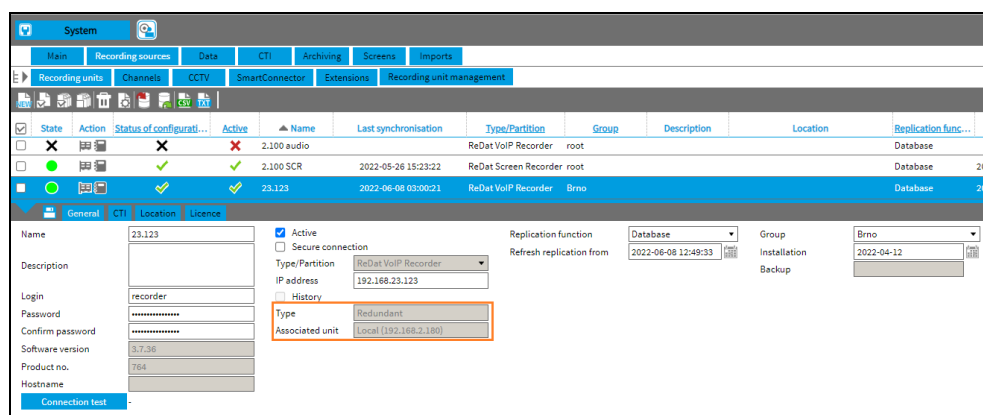 System
Main Recording sources Data CTI Archiving Screens Imports
Recording units Channels CCTV SmartConnector Extensions Recording unit management
NEW CSV TXT
State Action Status of configurati... Active Name Last synchronisation Type/Partition Group Description Location Replication func...
2.100 audio ReDat VoIP Recorder root Database
2.100 SCR 2022-05-26 15:23:22 ReDat Screen Recorder root Database 20
23.123 2022-06-08 03:00:21 ReDat VoIP Recorder Brno Database 20
General CTI Location Licence
Name 23.123 Active Replication function Database Group Brno
Secure connection Refresh replication from 2022-06-08 12:49:33 Installation 2022-04-12
Description Type/Partition ReDat VoIP Recorder Backup
IP address 192.168.23.123
Login recorder History
Password •••••••••••••••• Type Redundant
Confirm password •••••••••••••••• Associated unit Local (192.168.2.180)
Software version 3.7.36
Product no. 764
Hostname
Connection test -